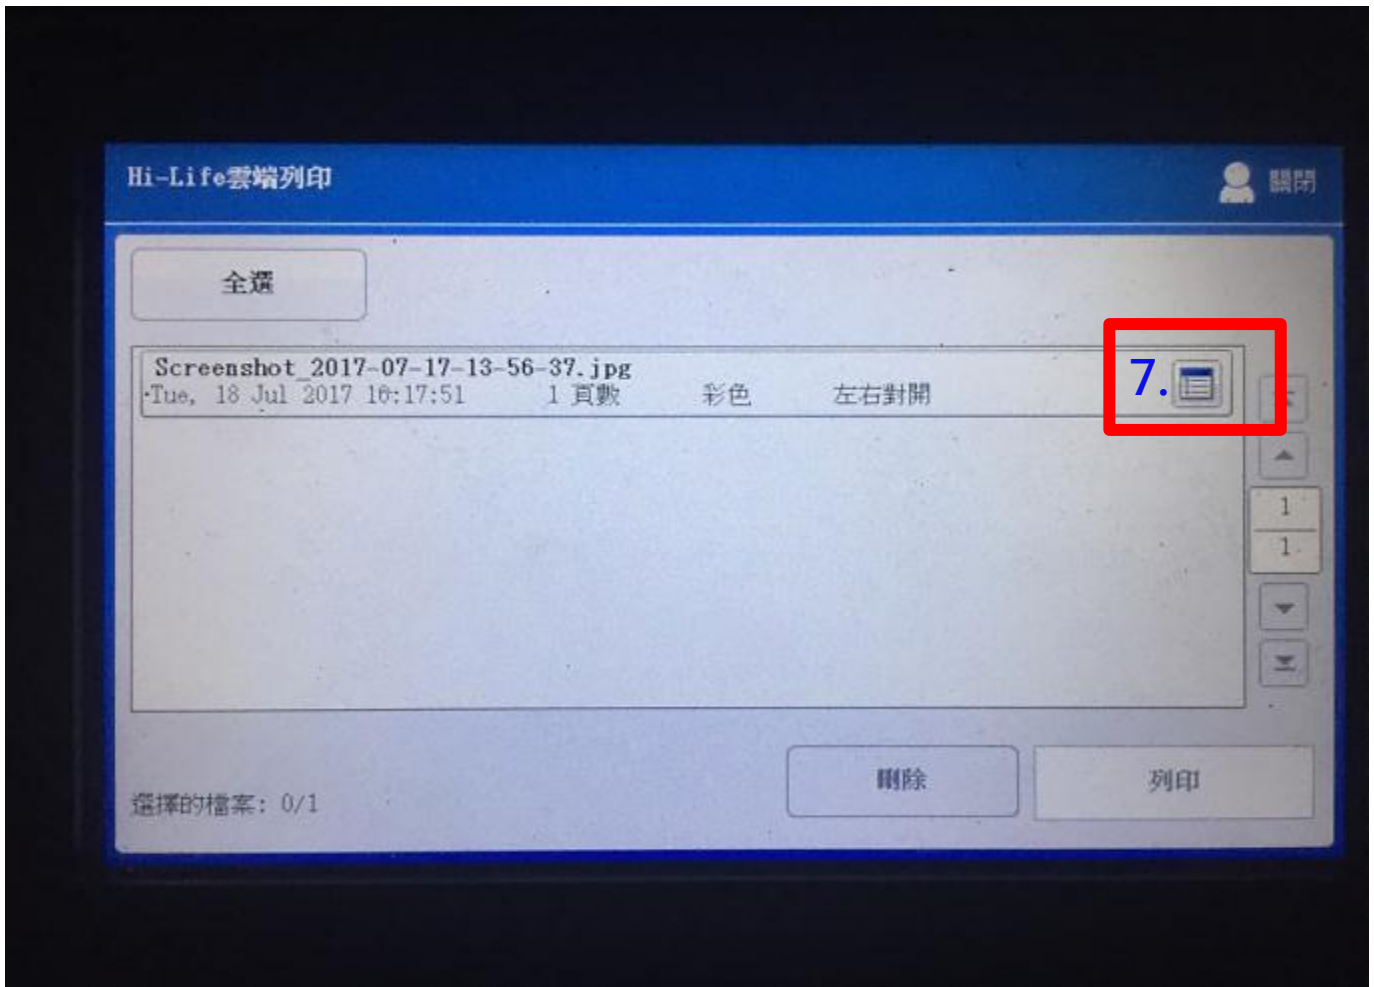 Hi-Life雲端列印
關閉
全選
Screenshot_2017-07-17-13-56-37.jpg
Tue, 18 Jul 2017 16:17:51 1 頁數 彩色 左右對開
7.
1
1
選擇的檔案: 0/1
刪除
列印